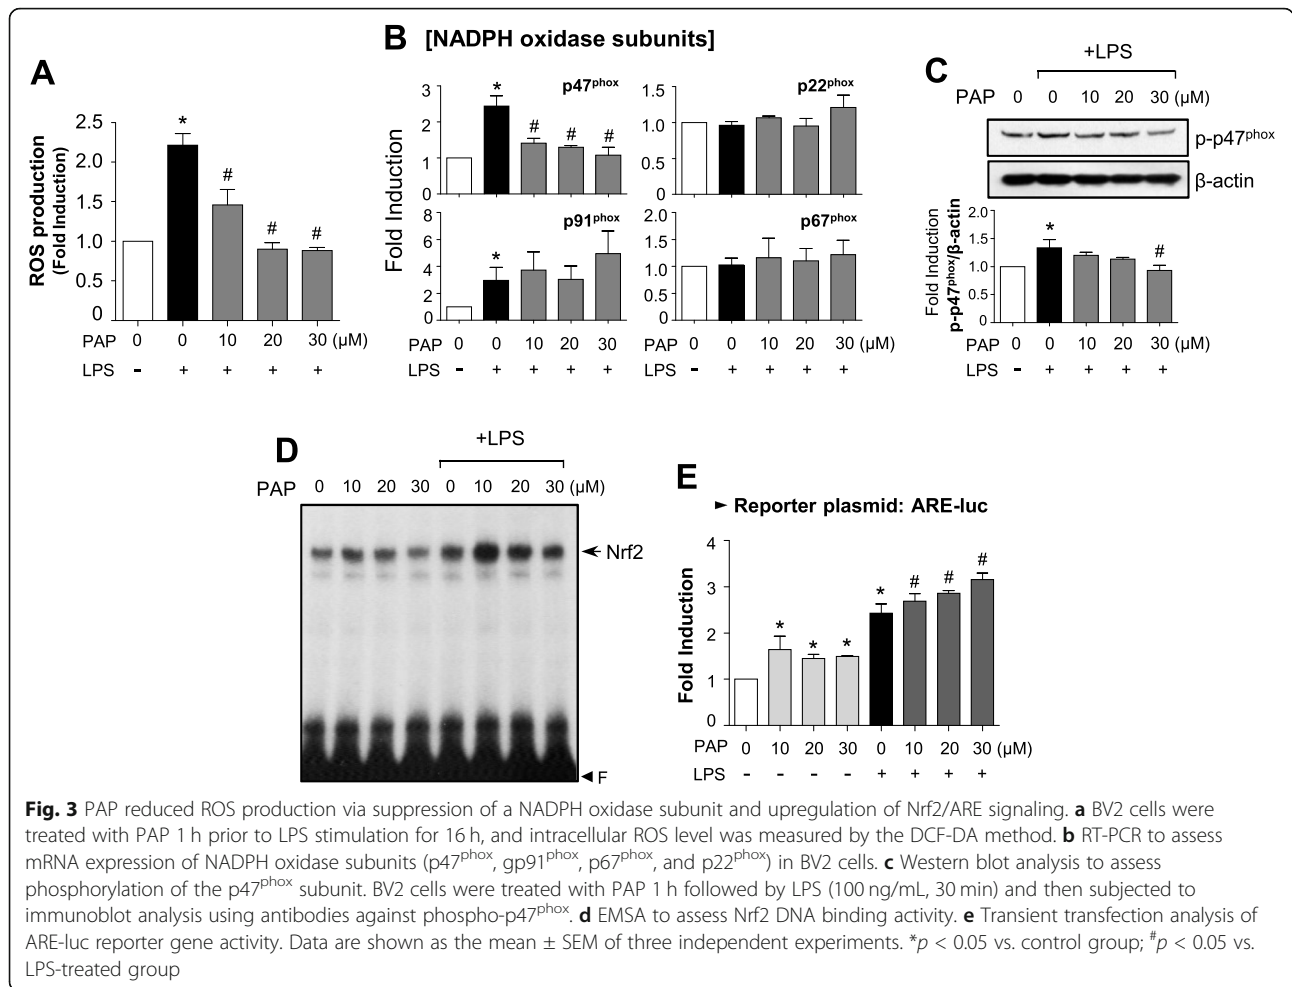 A
ROS production
(Fold Induction)
2.5
2.0
1.5
1.0
0.5
0
*
#
#
#
PAP 0 0 10 20 30 (µM)
LPS - + + + +
B [NADPH oxidase subunits]
Fold Induction
p47phox
3
2
1
0
*
#
#
#
p22phox
1.5
1.0
0.5
0
p91phox
8
6
4
2
0
*
p67phox
2.0
1.5
1.0
0.5
0
PAP 0 0 10 20 30
LPS - + + + +
PAP 0 0 10 20 30 (µM)
LPS - + + + +
C
+LPS
PAP 0 0 10 20 30 (µM)
p-p47phox
β-actin
Fold Induction
p-p47phox/β-actin
2.0
1.5
1.0
0.5
0
*
#
PAP 0 0 10 20 30 (µM)
LPS - + + + +
D
+LPS
PAP 0 10 20 30 0 10 20 30 (µM)
Nrf2
F
E
► Reporter plasmid: ARE-luc
Fold Induction
4
3
2
1
0
*
*
*
*
#
#
#
PAP 0 10 20 30 0 10 20 30 (µM)
LPS - - - - + + + +
Fig. 3 PAP reduced ROS production via suppression of a NADPH oxidase subunit and upregulation of Nrf2/ARE signaling. a BV2 cells were
treated with PAP 1 h prior to LPS stimulation for 16 h, and intracellular ROS level was measured by the DCF-DA method. b RT-PCR to assess
mRNA expression of NADPH oxidase subunits (p47phox, gp91phox, p67phox, and p22phox) in BV2 cells. c Western blot analysis to assess
phosphorylation of the p47phox subunit. BV2 cells were treated with PAP 1 h followed by LPS (100 ng/mL, 30 min) and then subjected to
immunoblot analysis using antibodies against phospho-p47phox. d EMSA to assess Nrf2 DNA binding activity. e Transient transfection analysis of
ARE-luc reporter gene activity. Data are shown as the mean ± SEM of three independent experiments. *p < 0.05 vs. control group; #p < 0.05 vs.
LPS-treated group